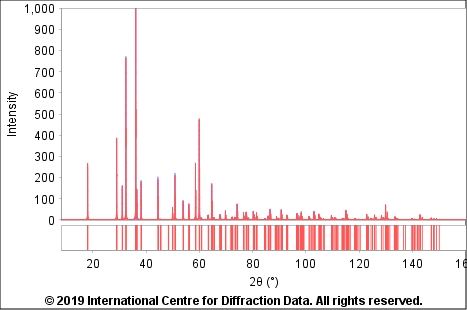 1,000
900
800
700
600
500
400
300
200
100
0
Intensity
20 40 60 80 100 120 140 16
2θ (°)
© 2019 International Centre for Diffraction Data. All rights reserved.